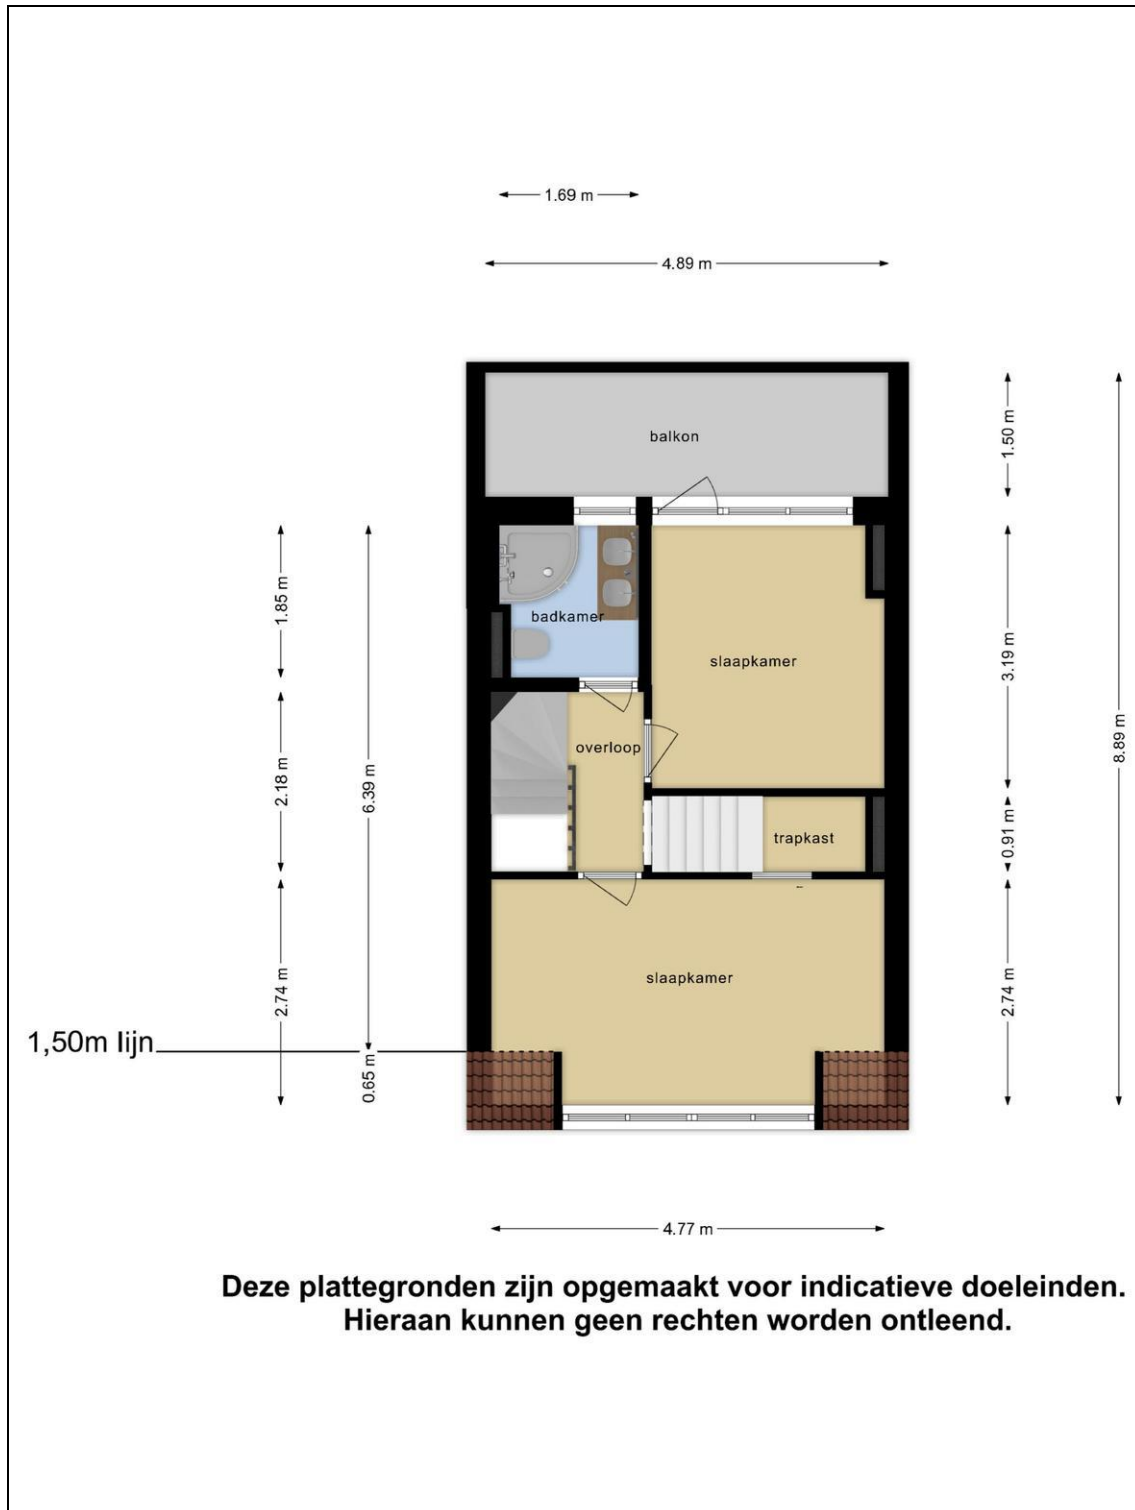 1.69 m
4.89 m
balkon
1.50 m
1.85 m
badkamer
slaapkamer
3.19 m
8.89 m
6.39 m
2.18 m
overloop
trapkast
0.91 m
slaapkamer
2.74 m
2.74 m
1,50m lijn
0.65 m
4.77 m
Deze plattegronden zijn opgemaakt voor indicatieve doeleinden.
Hieraan kunnen geen rechten worden ontleend.